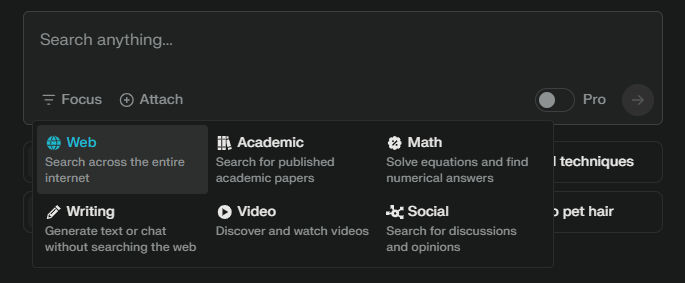 Search anything...
Focus
Attach
Pro
Web
Search across the entire
internet
Academic
Search for published
academic papers
Math
Solve equations and find
numerical answers
techniques
Writing
Generate text or chat
without searching the web
Video
Discover and watch videos
Social
Search for discussions
and opinions
pet hair